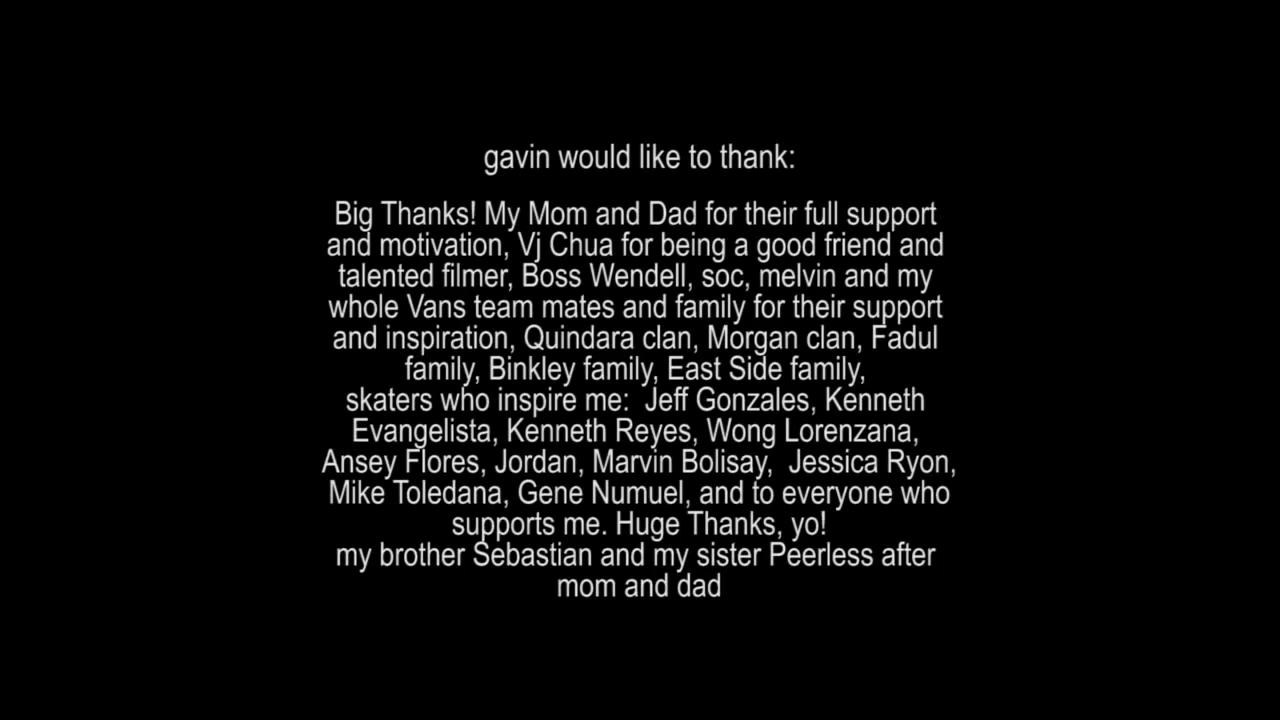 gavin would like to thank:
Big Thanks! My Mom and Dad for their full support
and motivation, Vj Chua for being a good friend and
talented filmer, Boss Wendell, soc, melvin and my
whole Vans team mates and family for their support
and inspiration, Quindara clan, Morgan clan, Fadul
family, Binkley family, East Side family,
skaters who inspire me:  Jeff Gonzales, Kenneth
Evangelista, Kenneth Reyes, Wong Lorenzana,
Ansey Flores, Jordan, Marvin Bolisay,  Jessica Ryon,
Mike Toledana, Gene Numuel, and to everyone who
supports me. Huge Thanks, yo!
my brother Sebastian and my sister Peerless after
mom and dad